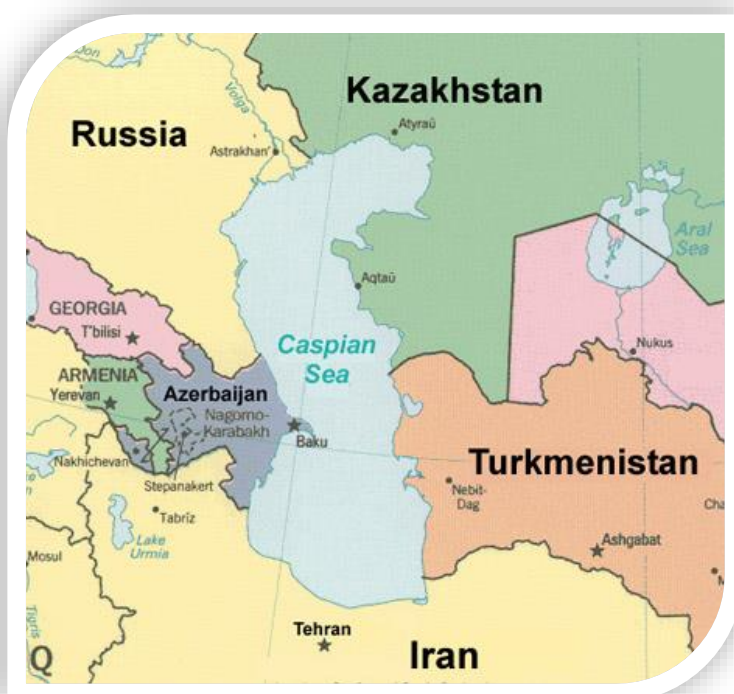 Don
Volga
Kazakhstan
Atyraū
Russia
Astrakhan'
Aral
Sea
Aqtaū
GEORGIA
T'bilisi
Caspian
Sea
Nukus
ARMENIA
Yerevan
Azerbaijan
Nagorno-
Karabakh
Baku
Nakhichevan
Turkmenistan
Stepanakert
Nebit-
Dag
Tabrīz
Lake
Urmia
Ashgabat
Mosul
Tigris
Tehran
Iran
Q